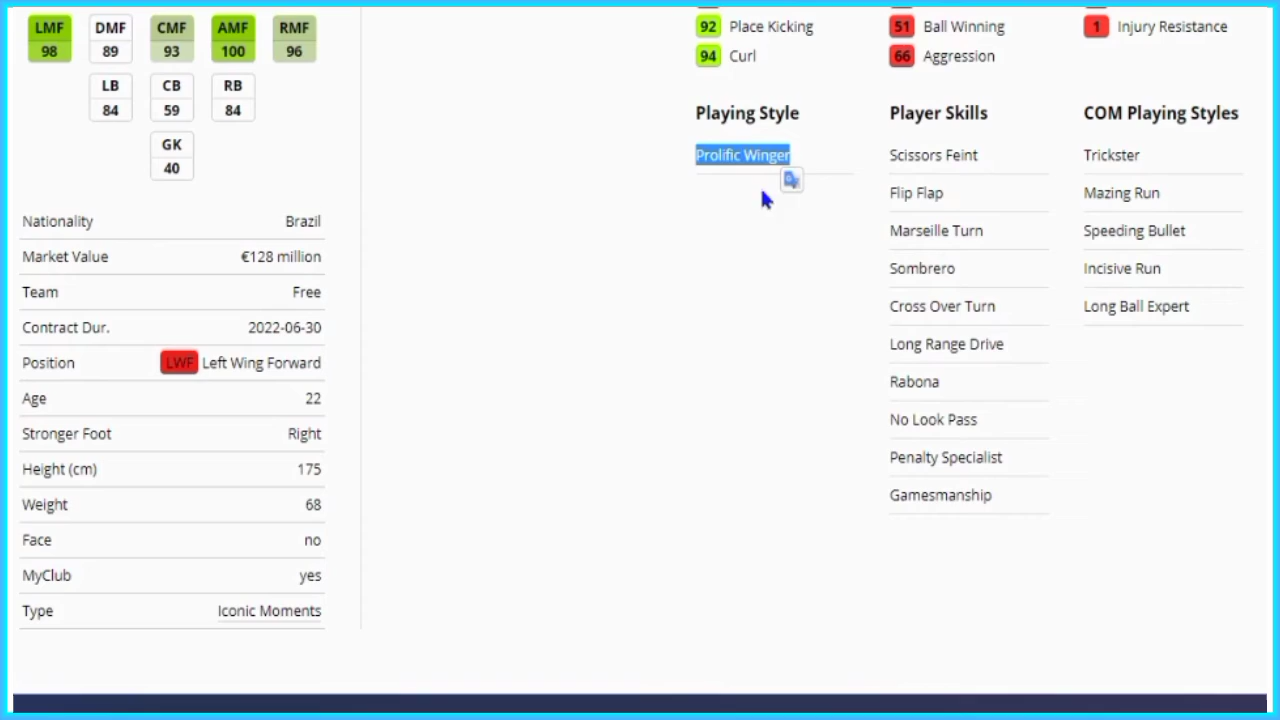 LMF DMF CMF AMF RMF
98 89 93 100 96
LB CB RB
84 59 84
GK
40
Nationality Brazil
Market Value €128 million
Team Free
Contract Dur. 2022-06-30
Position LWF Left Wing Forward
Age 22
Stronger Foot Right
Height (cm) 175
Weight 68
Face no
MyClub yes
Type Iconic Moments
92 Place Kicking
94 Curl
51 Ball Winning
66 Aggression
1 Injury Resistance
Playing Style
Prolific Winger
Player Skills
Scissors Feint
Flip Flap
Marseille Turn
Sombrero
Cross Over Turn
Long Range Drive
Rabona
No Look Pass
Penalty Specialist
Gamesmanship
COM Playing Styles
Trickster
Mazing Run
Speeding Bullet
Incisive Run
Long Ball Expert